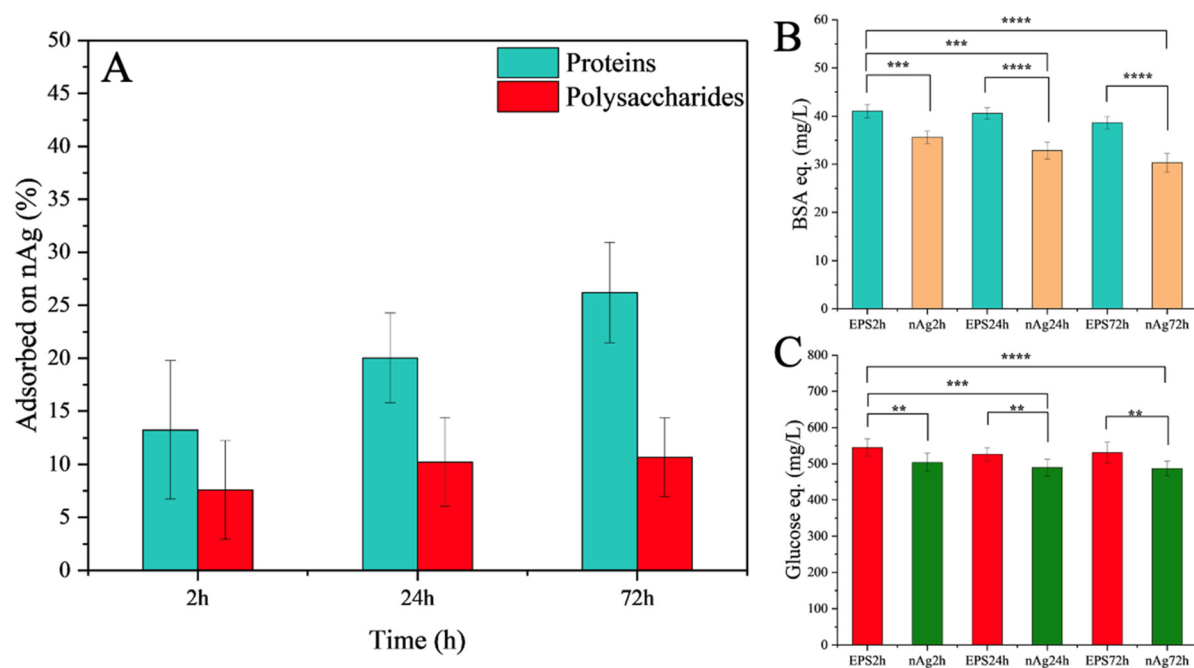 A
Proteins
Polysaccharides
50
45
40
35
30
25
20
15
10
5
0
Adsorbed on nAg (%)
2h 24h 72h
Time (h)
B
60
50
40
30
20
10
0
BSA eq. (mg/L)
****
***
*** **** ****
EPS2h nAg2h EPS24h nAg24h EPS72h nAg72h
C
800
700
600
500
400
300
200
100
0
Glucose eq. (mg/L)
****
***
** ** **
EPS2h nAg2h EPS24h nAg24h EPS72h nAg72h